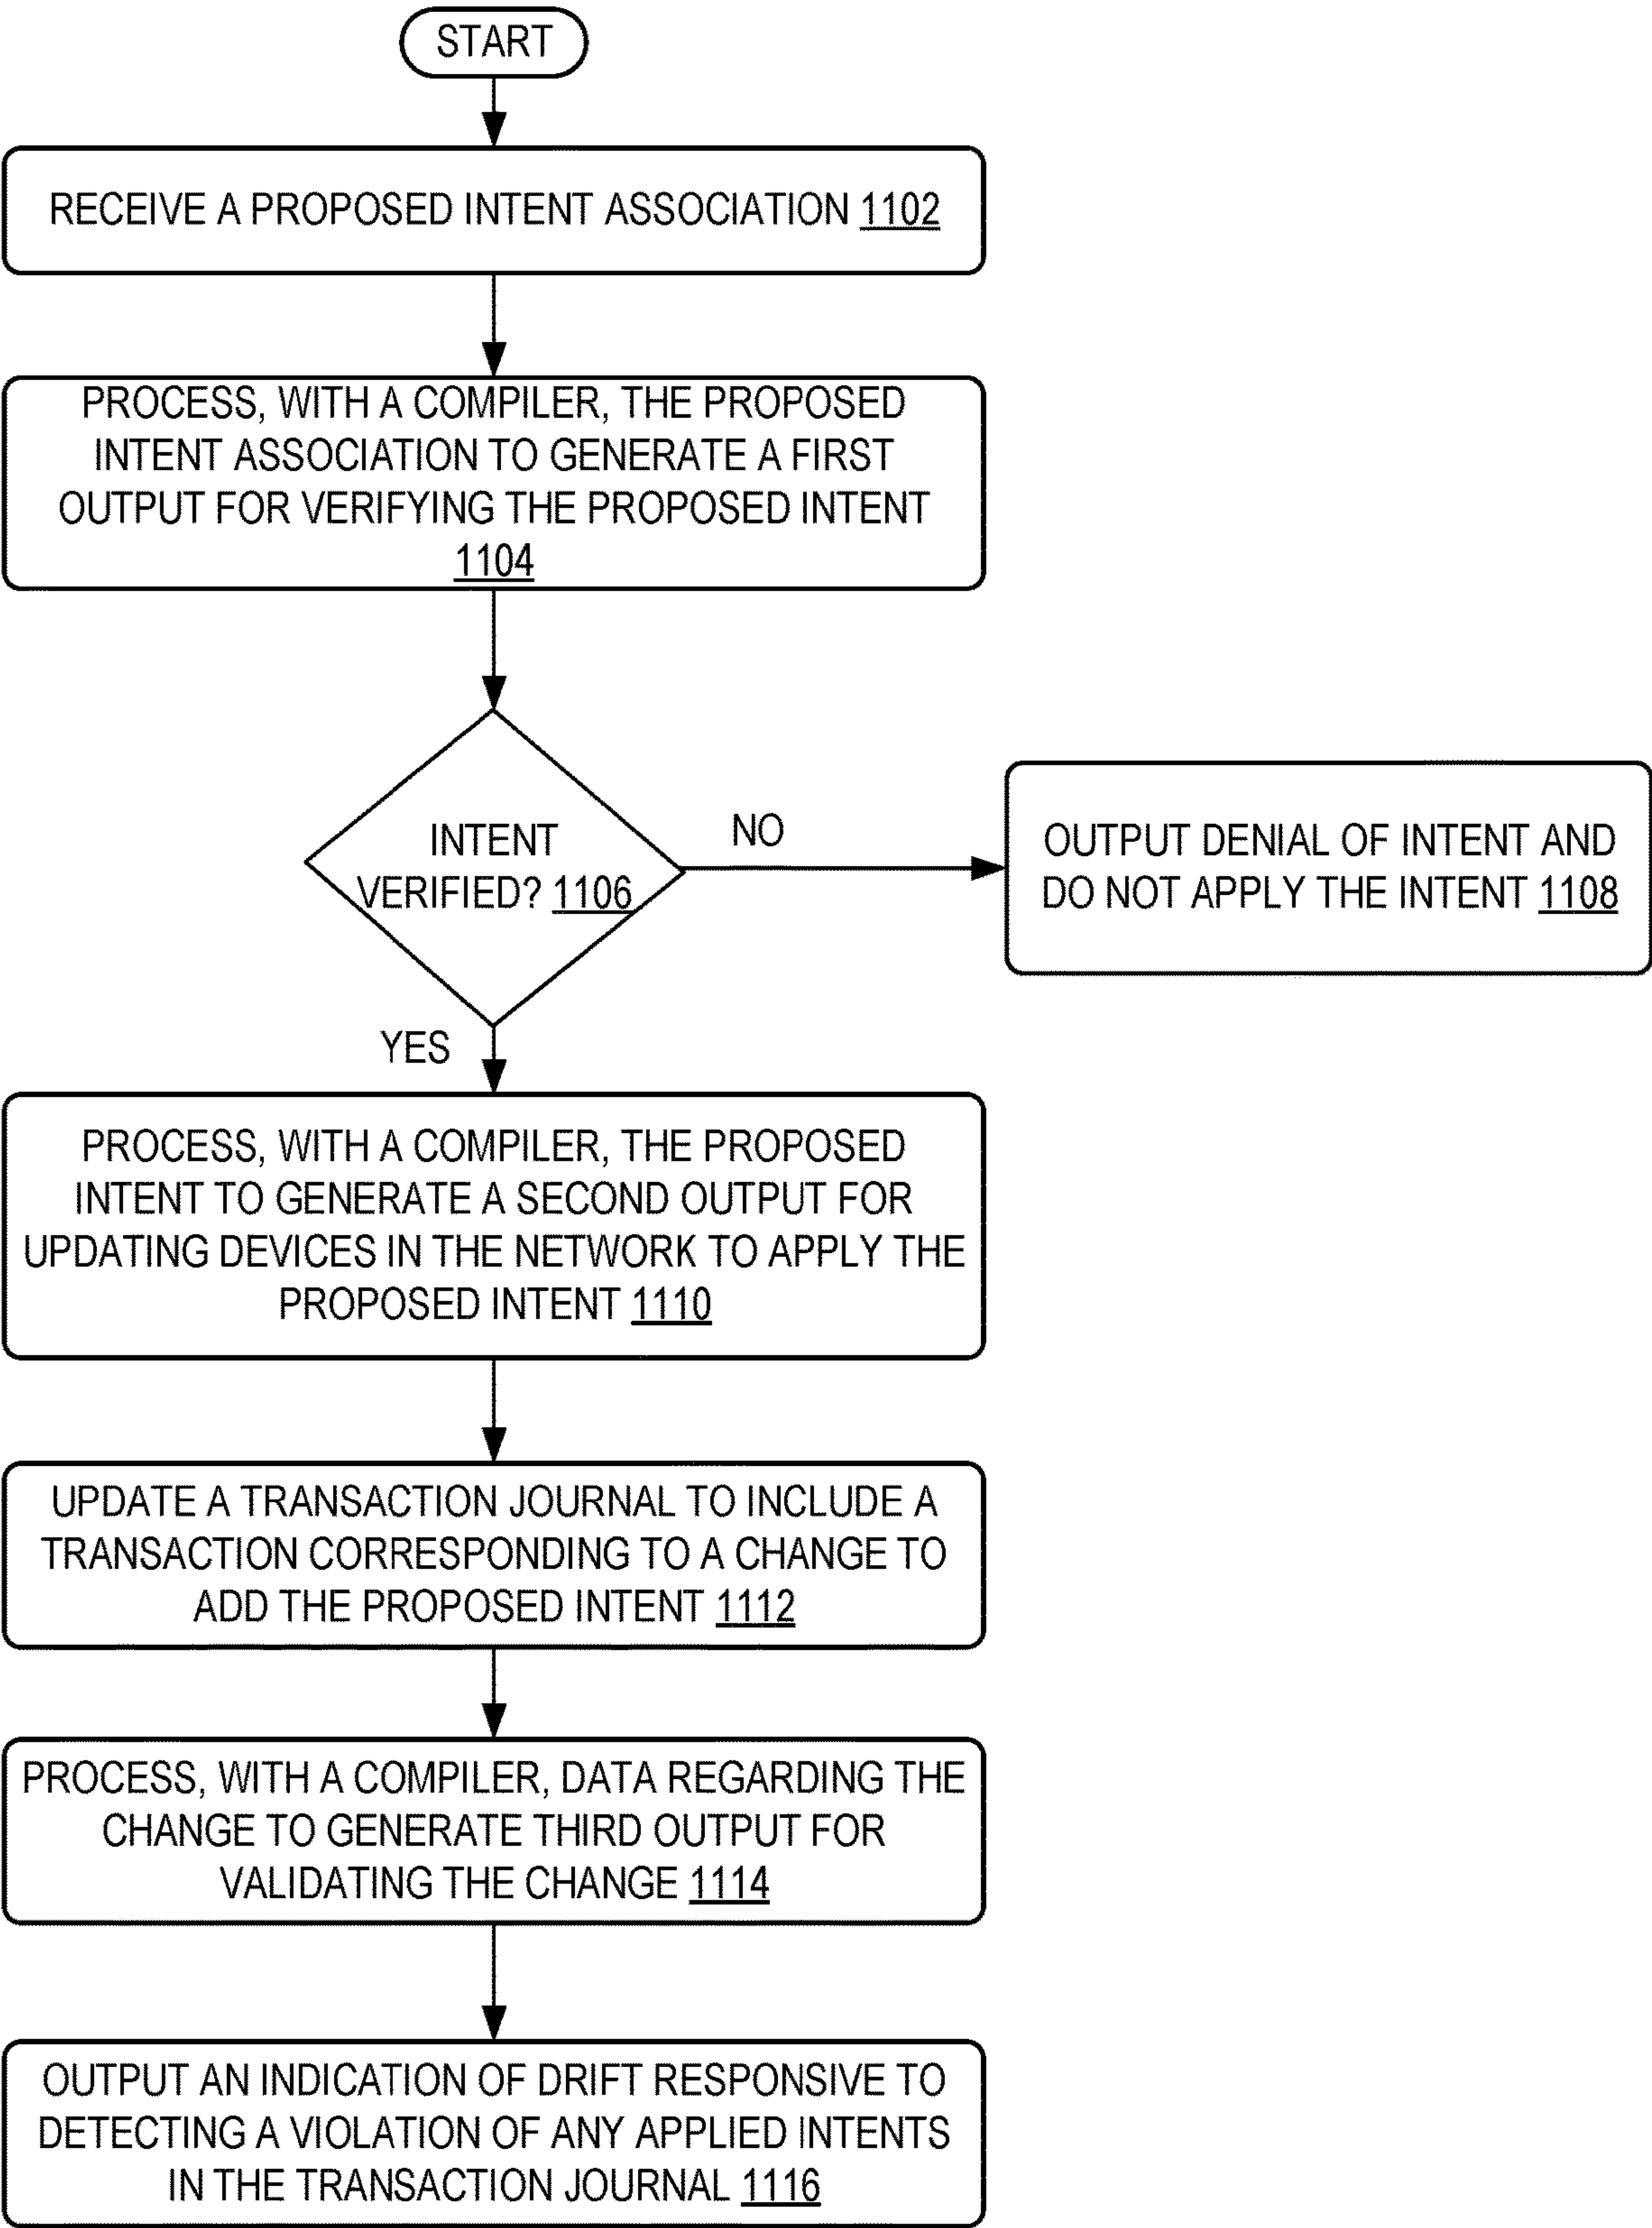 START
RECEIVE A PROPOSED INTENT ASSOCIATION 1102
PROCESS, WITH A COMPILER, THE PROPOSED
INTENT ASSOCIATION TO GENERATE A FIRST
OUTPUT FOR VERIFYING THE PROPOSED INTENT
1104
INTENT
VERIFIED? 1106
NO
OUTPUT DENIAL OF INTENT AND
DO NOT APPLY THE INTENT 1108
YES
PROCESS, WITH A COMPILER, THE PROPOSED
INTENT TO GENERATE A SECOND OUTPUT FOR
UPDATING DEVICES IN THE NETWORK TO APPLY THE
PROPOSED INTENT 1110
UPDATE A TRANSACTION JOURNAL TO INCLUDE A
TRANSACTION CORRESPONDING TO A CHANGE TO
ADD THE PROPOSED INTENT 1112
PROCESS, WITH A COMPILER, DATA REGARDING THE
CHANGE TO GENERATE THIRD OUTPUT FOR
VALIDATING THE CHANGE 1114
OUTPUT AN INDICATION OF DRIFT RESPONSIVE TO
DETECTING A VIOLATION OF ANY APPLIED INTENTS
IN THE TRANSACTION JOURNAL 1116